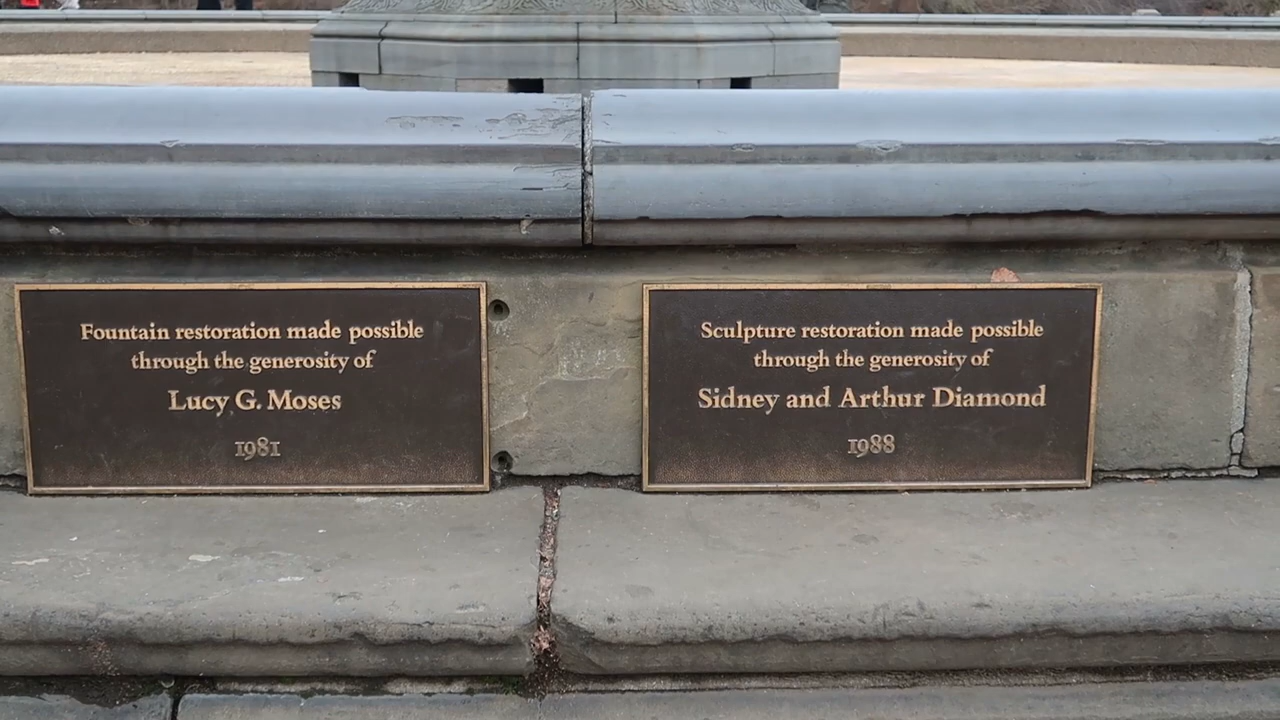 Fountain restoration made possible
through the generosity of
Lucy G. Moses
1981
Sculpture restoration made possible
through the generosity of
Sidney and Arthur Diamond
1988